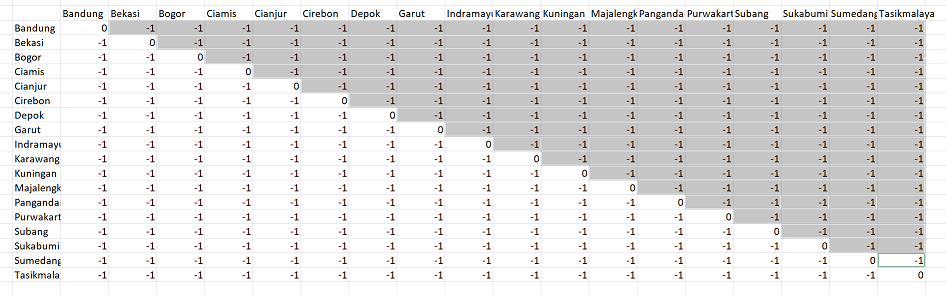 Bandung Bekasi Bogor Ciamis Cianjur Cirebon Depok Garut Indramayu Karawang Kuningan Majalengk Panganda Purwakart Subang Sukabumi Sumedang Tasikmalaya
Bandung 0 -1 -1 -1 -1 -1 -1 -1 -1 -1 -1 -1 -1 -1 -1 -1 -1 -1
Bekasi -1 0 -1 -1 -1 -1 -1 -1 -1 -1 -1 -1 -1 -1 -1 -1 -1 -1
Bogor -1 -1 0 -1 -1 -1 -1 -1 -1 -1 -1 -1 -1 -1 -1 -1 -1 -1
Ciamis -1 -1 -1 0 -1 -1 -1 -1 -1 -1 -1 -1 -1 -1 -1 -1 -1 -1
Cianjur -1 -1 -1 -1 0 -1 -1 -1 -1 -1 -1 -1 -1 -1 -1 -1 -1 -1
Cirebon -1 -1 -1 -1 -1 0 -1 -1 -1 -1 -1 -1 -1 -1 -1 -1 -1 -1
Depok -1 -1 -1 -1 -1 -1 0 -1 -1 -1 -1 -1 -1 -1 -1 -1 -1 -1
Garut -1 -1 -1 -1 -1 -1 -1 0 -1 -1 -1 -1 -1 -1 -1 -1 -1 -1
Indramayu -1 -1 -1 -1 -1 -1 -1 -1 0 -1 -1 -1 -1 -1 -1 -1 -1 -1
Karawang -1 -1 -1 -1 -1 -1 -1 -1 -1 0 -1 -1 -1 -1 -1 -1 -1 -1
Kuningan -1 -1 -1 -1 -1 -1 -1 -1 -1 -1 0 -1 -1 -1 -1 -1 -1 -1
Majalengk -1 -1 -1 -1 -1 -1 -1 -1 -1 -1 -1 0 -1 -1 -1 -1 -1 -1
Panganda -1 -1 -1 -1 -1 -1 -1 -1 -1 -1 -1 -1 0 -1 -1 -1 -1 -1
Purwakart -1 -1 -1 -1 -1 -1 -1 -1 -1 -1 -1 -1 -1 0 -1 -1 -1 -1
Subang -1 -1 -1 -1 -1 -1 -1 -1 -1 -1 -1 -1 -1 -1 0 -1 -1 -1
Sukabumi -1 -1 -1 -1 -1 -1 -1 -1 -1 -1 -1 -1 -1 -1 -1 0 -1 -1
Sumedang -1 -1 -1 -1 -1 -1 -1 -1 -1 -1 -1 -1 -1 -1 -1 -1 0 -1
Tasikmala -1 -1 -1 -1 -1 -1 -1 -1 -1 -1 -1 -1 -1 -1 -1 -1 -1 0